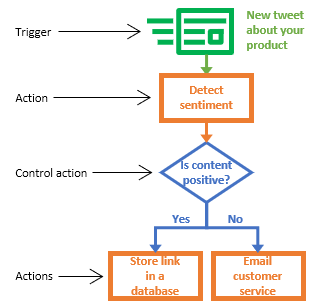 Trigger
New tweet
about your
product
Action
Detect
sentiment
Control action
Is content
positive?
Yes
No
Actions
Store link
in a
database
Email
customer
service